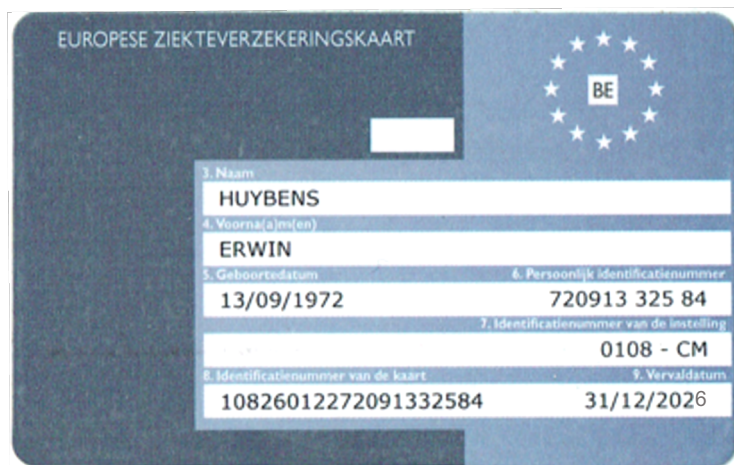 EUROPESE ZIEKTEVERZEKERINGSKAART
BE
3. Naam
HUYBENS
4. Voorna(a)m(en)
ERWIN
5. Geboortedatum 6. Persoonlijk identificatienummer
13/09/1972 720913 325 84
7. Identificatienummer van de instelling
0108 - CM
8. Identificatienummer van de kaart 9. Vervaldatum
10826012272091332584 31/12/2026